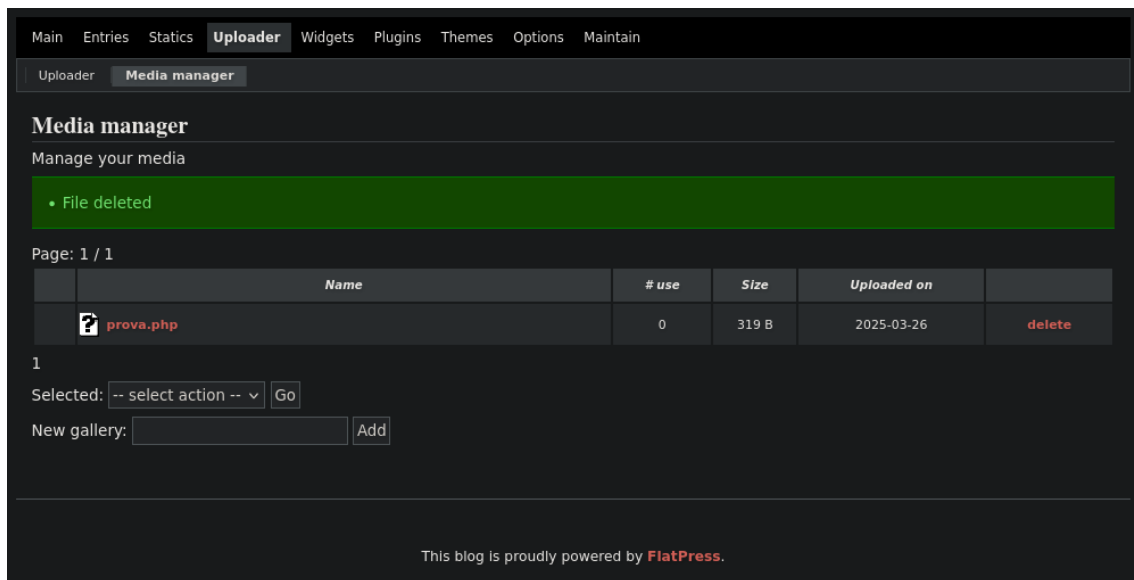 Main Entries Statics Uploader Widgets Plugins Themes Options Maintain
Uploader Media manager
Media manager
Manage your media
• File deleted
Page: 1 / 1
Name # use Size Uploaded on
prova.php 0 319 B 2025-03-26 delete
1
Selected: -- select action -- Go
New gallery: Add
This blog is proudly powered by FlatPress.